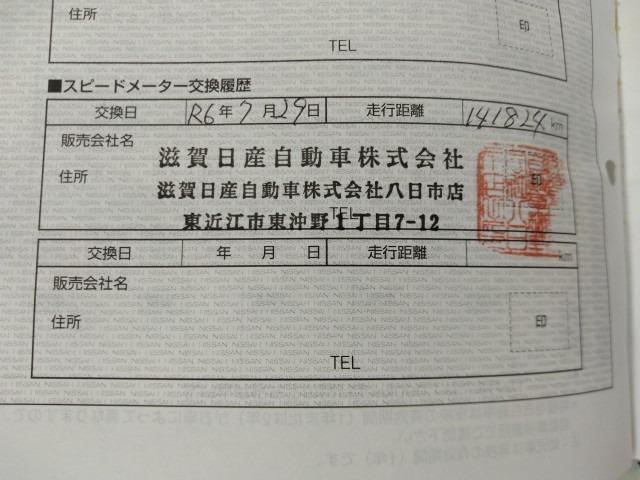 住所
印
TEL
■スピードメーター交換履歴
交換日 R6年7月29日 走行距離 141824km
販売会社名
滋賀日産自動車株式会社
住所 印
滋賀日産自動車株式会社八日市店
TEL
東近江市東沖野1丁目7-12
交換日 年 月 日 走行距離 km
販売会社名
住所 印
TEL